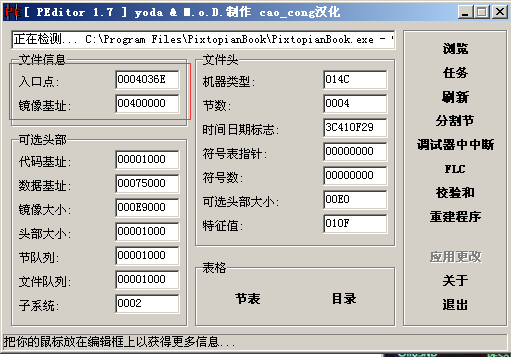 [ PEditor 1.7 ] yoda & M.o.D.制作 cao_cong汉化
正在检测... C:\Program Files\PixtopianBook\PixtopianBook.exe -
文件信息
入口点: 0004036E
镜像基址: 00400000
可选头部
代码基址: 00001000
数据基址: 00075000
镜像大小: 000E9000
头部大小: 00001000
节队列: 00001000
文件队列: 00001000
子系统: 0002
文件头
机器类型: 014C
节数: 0004
时间日期标志: 3C410F29
符号表指针: 00000000
符号数: 00000000
可选头部大小: 00E0
特征值: 010F
表格
节表 目录
浏览
任务
刷新
分割节
调试器中中断
FLC
校验和
重建程序
应用更改
关于
退出
把你的鼠标放在编辑框上以获得更多信息...